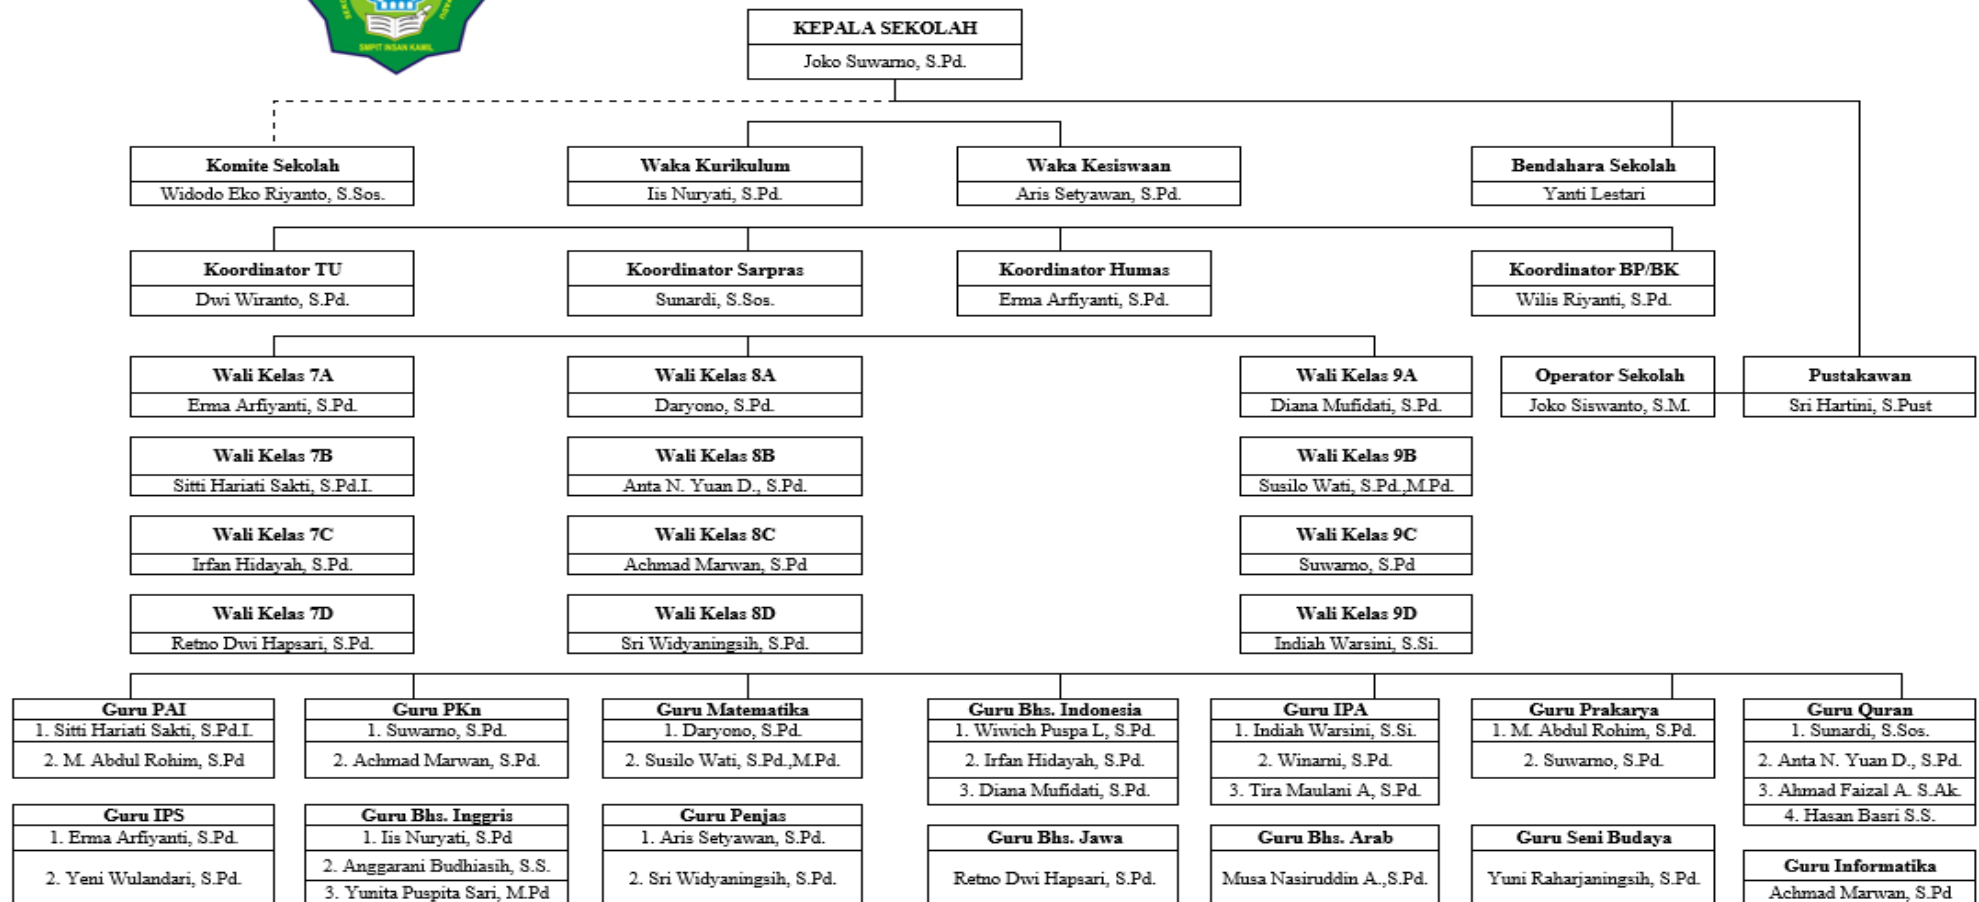 SMPIT INSAN KAMIL
KEPALA SEKOLAH
Joko Suwarno, S.Pd.
Komite Sekolah
Widodo Eko Riyanto, S.Sos.
Waka Kurikulum
Iis Nuryati, S.Pd.
Waka Kesiswaan
Aris Setyawan, S.Pd.
Bendahara Sekolah
Yanti Lestari
Koordinator TU
Dwi Wiranto, S.Pd.
Koordinator Sarpras
Sunardi, S.Sos.
Koordinator Humas
Erma Arfiyanti, S.Pd.
Koordinator BP/BK
Wilis Riyanti, S.Pd.
Wali Kelas 7A
Erma Arfiyanti, S.Pd.
Wali Kelas 8A
Daryono, S.Pd.
Wali Kelas 9A
Diana Mufidati, S.Pd.
Operator Sekolah
Joko Siswanto, S.M.
Pustakawan
Sri Hartini, S.Pust
Wali Kelas 7B
Sitti Hariati Sakti, S.Pd.I.
Wali Kelas 8B
Anta N. Yuan D., S.Pd.
Wali Kelas 9B
Susilo Wati, S.Pd.,M.Pd.
Wali Kelas 7C
Irfan Hidayah, S.Pd.
Wali Kelas 8C
Achmad Marwan, S.Pd
Wali Kelas 9C
Suwarno, S.Pd
Wali Kelas 7D
Retno Dwi Hapsari, S.Pd.
Wali Kelas 8D
Sri Widyaningsih, S.Pd.
Wali Kelas 9D
Indiah Warsini, S.Si.
Guru PAI
1. Sitti Hariati Sakti, S.Pd.I.
2. M. Abdul Rohim, S.Pd
Guru PKn
1. Suwarno, S.Pd.
2. Achmad Marwan, S.Pd.
Guru Matematika
1. Daryono, S.Pd.
2. Susilo Wati, S.Pd.,M.Pd.
Guru Bhs. Indonesia
1. Wiwich Puspa L, S.Pd.
2. Irfan Hidayah, S.Pd.
3. Diana Mufidati, S.Pd.
Guru IPA
1. Indiah Warsini, S.Si.
2. Winarni, S.Pd.
3. Tira Maulani A, S.Pd.
Guru Prakarya
1. M. Abdul Rohim, S.Pd.
2. Suwarno, S.Pd.
Guru Quran
1. Sunardi, S.Sos.
2. Anta N. Yuan D., S.Pd.
3. Ahmad Faizal A. S.Ak.
4. Hasan Basri S.S.
Guru IPS
1. Erma Arfiyanti, S.Pd.
2. Yeni Wulandari, S.Pd.
Guru Bhs. Inggris
1. Iis Nuryati, S.Pd
2. Anggarani Budhiasih, S.S.
3. Yunita Puspita Sari, M.Pd
Guru Penjas
1. Aris Setyawan, S.Pd.
2. Sri Widyaningsih, S.Pd.
Guru Bhs. Jawa
Retno Dwi Hapsari, S.Pd.
Guru Bhs. Arab
Musa Nasiruddin A.,S.Pd.
Guru Seni Budaya
Yuni Raharjaningsih, S.Pd.
Guru Informatika
Achmad Marwan, S.Pd